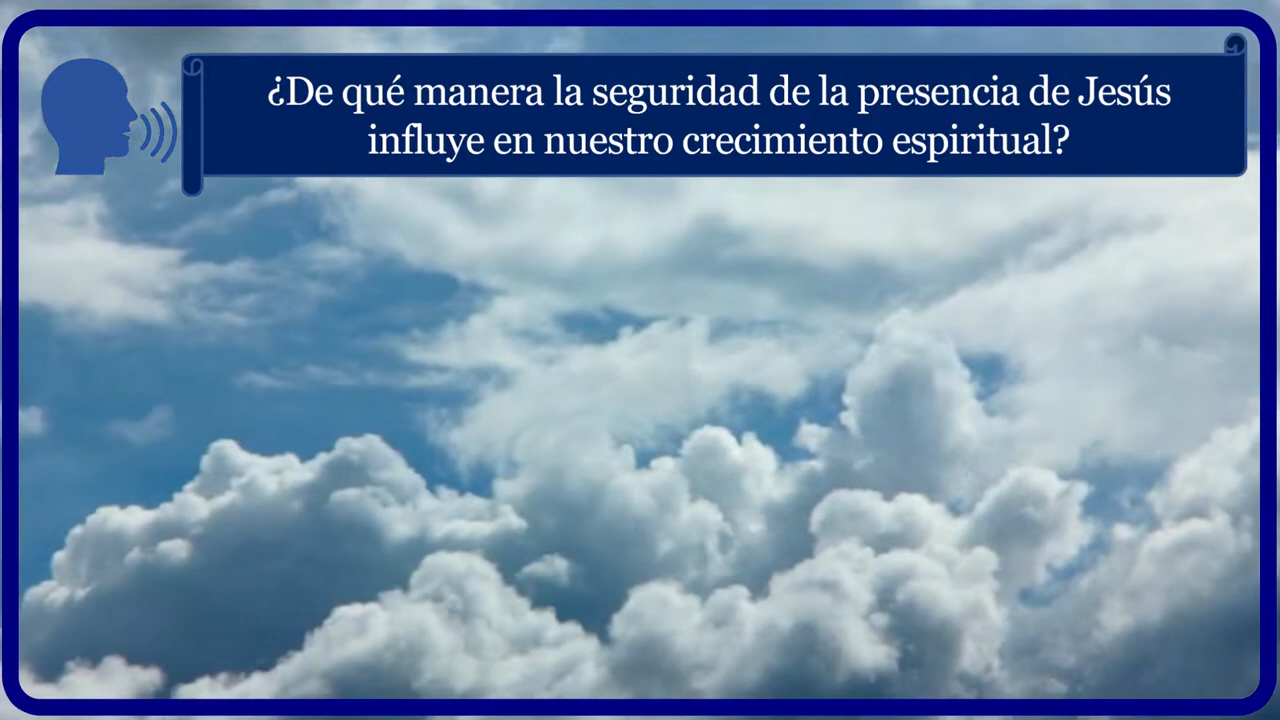 ¿De qué manera la seguridad de la presencia de Jesús
influye en nuestro crecimiento espiritual?